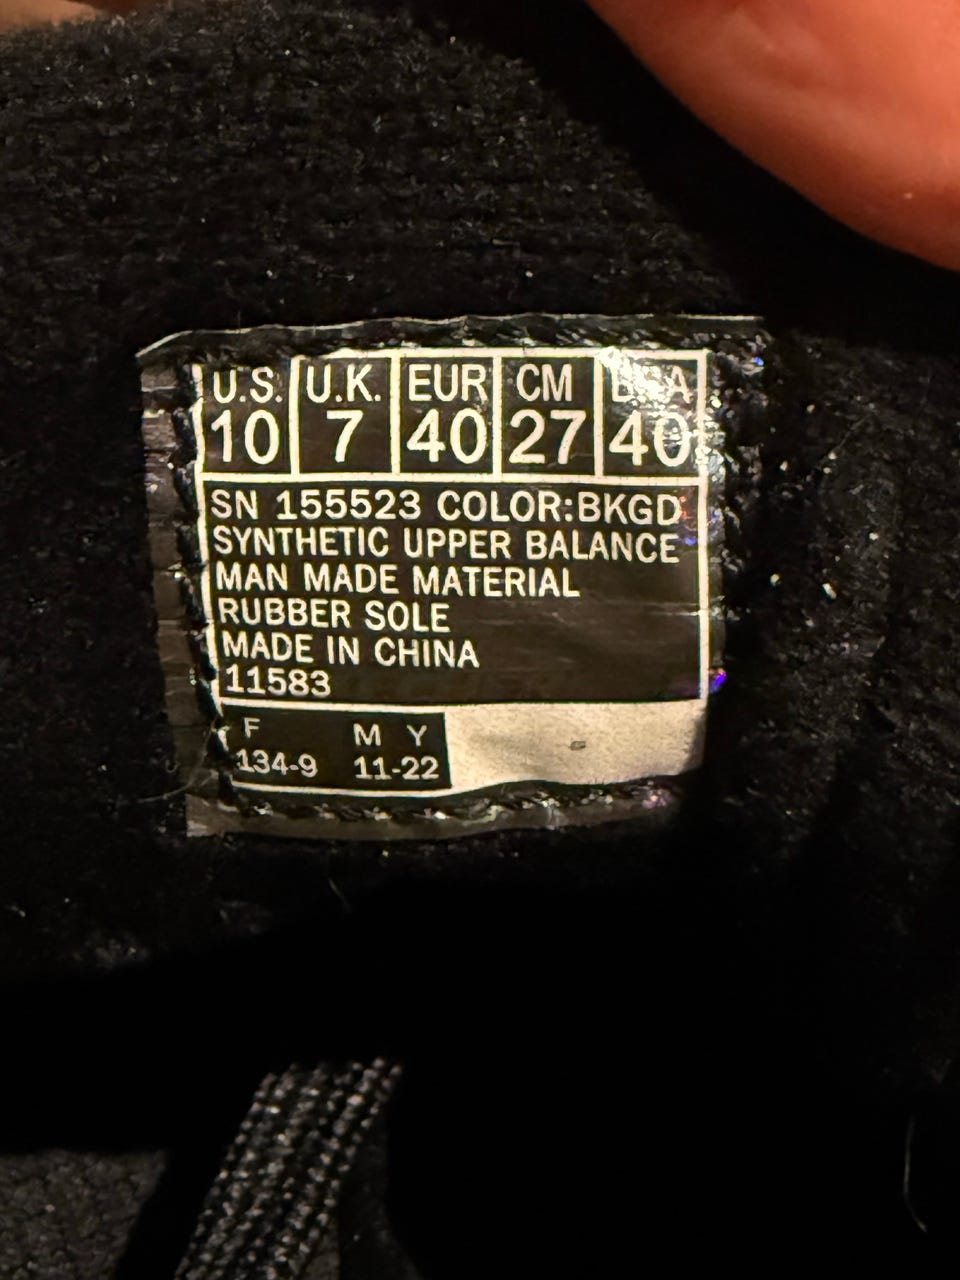 U.S. U.K. EUR CM
10 7 40 27 40
SN 155523 COLOR:BKGD
SYNTHETIC UPPER BALANCE
MAN MADE MATERIAL
RUBBER SOLE
MADE IN CHINA
11583
F M Y
134-9 11-22